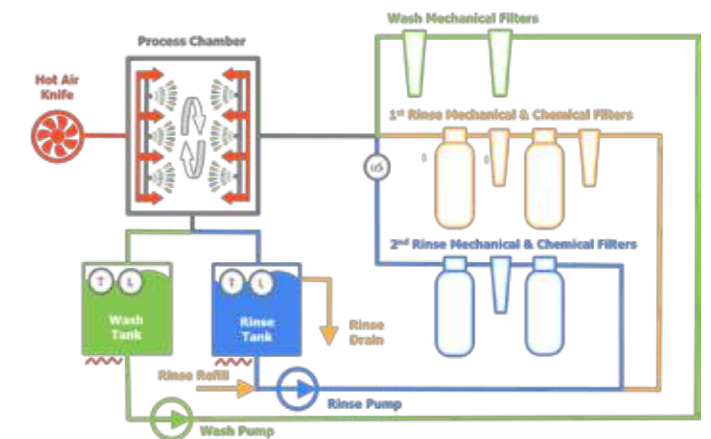 Wash Mechanical Filters
Process Chamber
Hot Air
Knife
1st Rinse Mechanical & Chemical Filters
uS
2nd Rinse Mechanical & Chemical Filters
T L
T L
Wash
Tank
Rinse
Tank
Rinse
Drain
Rinse Refill
Rinse Pump
Wash Pump